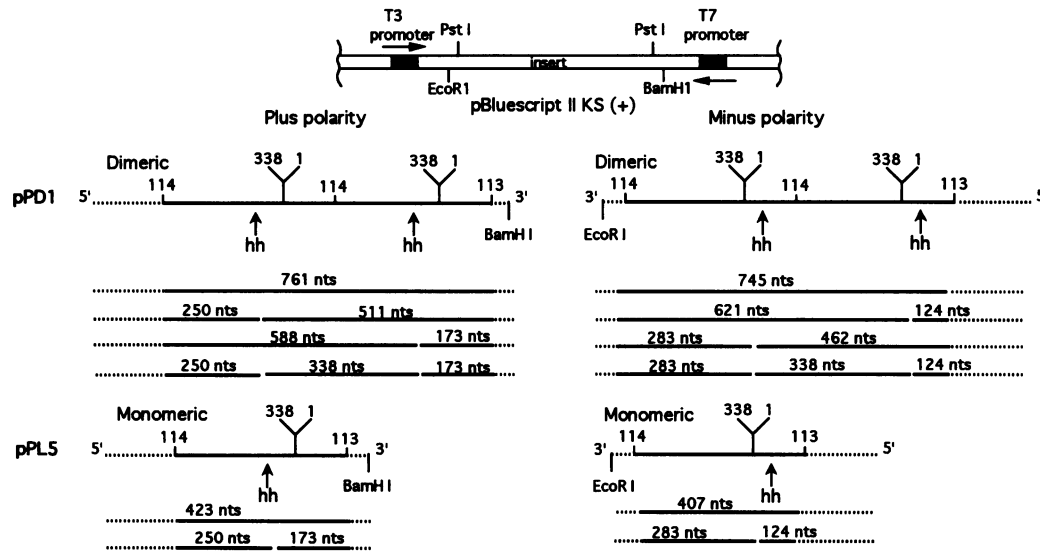 T3 promoter
Pst I
Pst I
T7 promoter
insert
EcoR1
BamH1
pBluescript II KS (+)
Plus polarity
Minus polarity
Dimeric
338 1
338 1
114
114
113
pPD1
5'
3'
BamH I
hh
hh
761 nts
250 nts
511 nts
588 nts
173 nts
250 nts
338 nts
173 nts
Dimeric
338 1
338 1
114
114
113
3'
5'
EcoR I
hh
hh
745 nts
621 nts
124 nts
283 nts
462 nts
283 nts
338 nts
124 nts
Monomeric
338 1
114
113
pPL5
5'
3'
BamH I
hh
423 nts
250 nts
173 nts
Monomeric
338 1
114
113
3'
5'
EcoR I
hh
407 nts
283 nts
124 nts